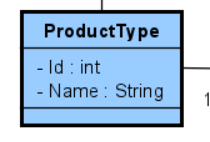 ProductType
- Id : int
- Name : String
1